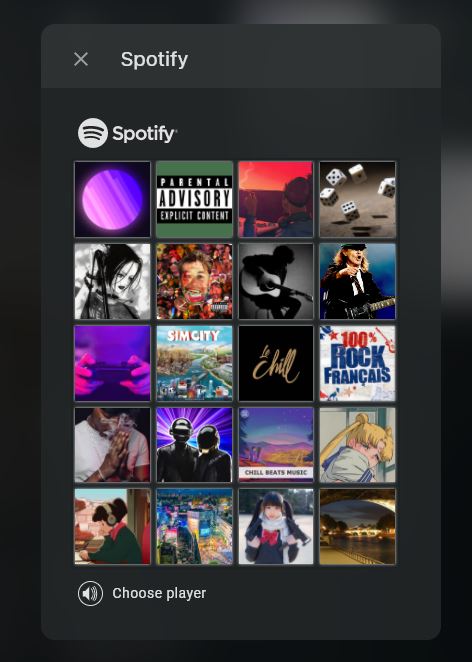 Spotify
Spotify
PARENTAL
ADVISORY
EXPLICIT CONTENT
SIMCITY
Le
Chill
100%
ROCK
FRANÇAIS
CHILL BEATS MUSIC
Choose player